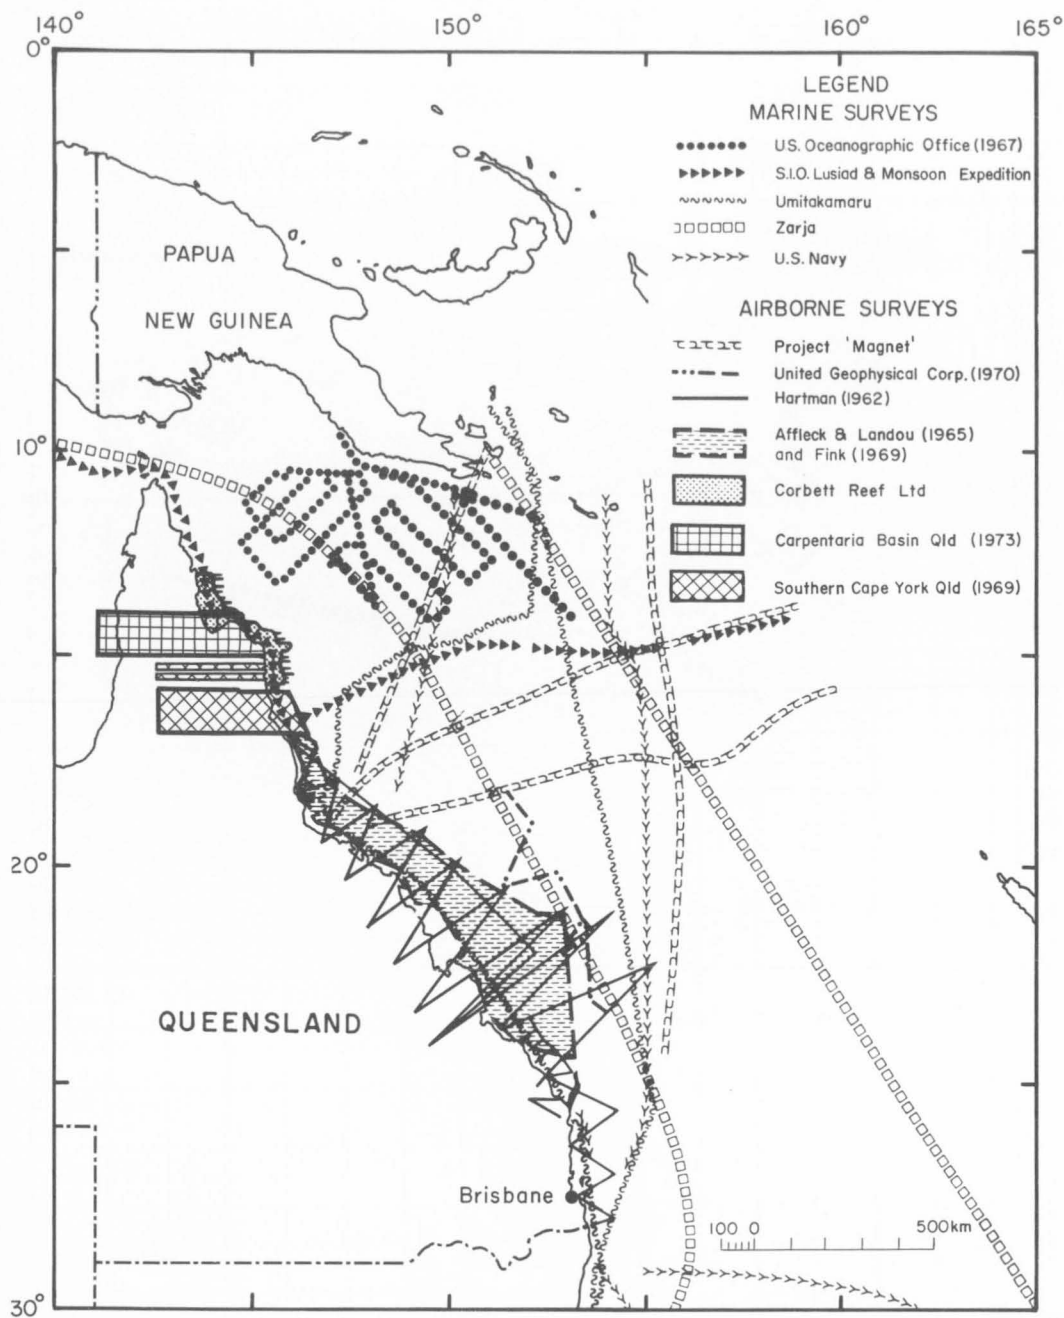 140°
150°
160°
165°
0°
LEGEND
MARINE SURVEYS
U.S. Oceanographic Office (1967)
S.I.O. Lusiad & Monsoon Expedition
Umitakamaru
Zarja
U.S. Navy
AIRBORNE SURVEYS
Project 'Magnet'
United Geophysical Corp. (1970)
Hartman (1962)
Affleck & Landou (1965)
and Fink (1969)
Corbett Reef Ltd
Carpentaria Basin Qld (1973)
Southern Cape York Qld (1969)
PAPUA
NEW GUINEA
10°
20°
QUEENSLAND
Brisbane
100 0 500km
30°